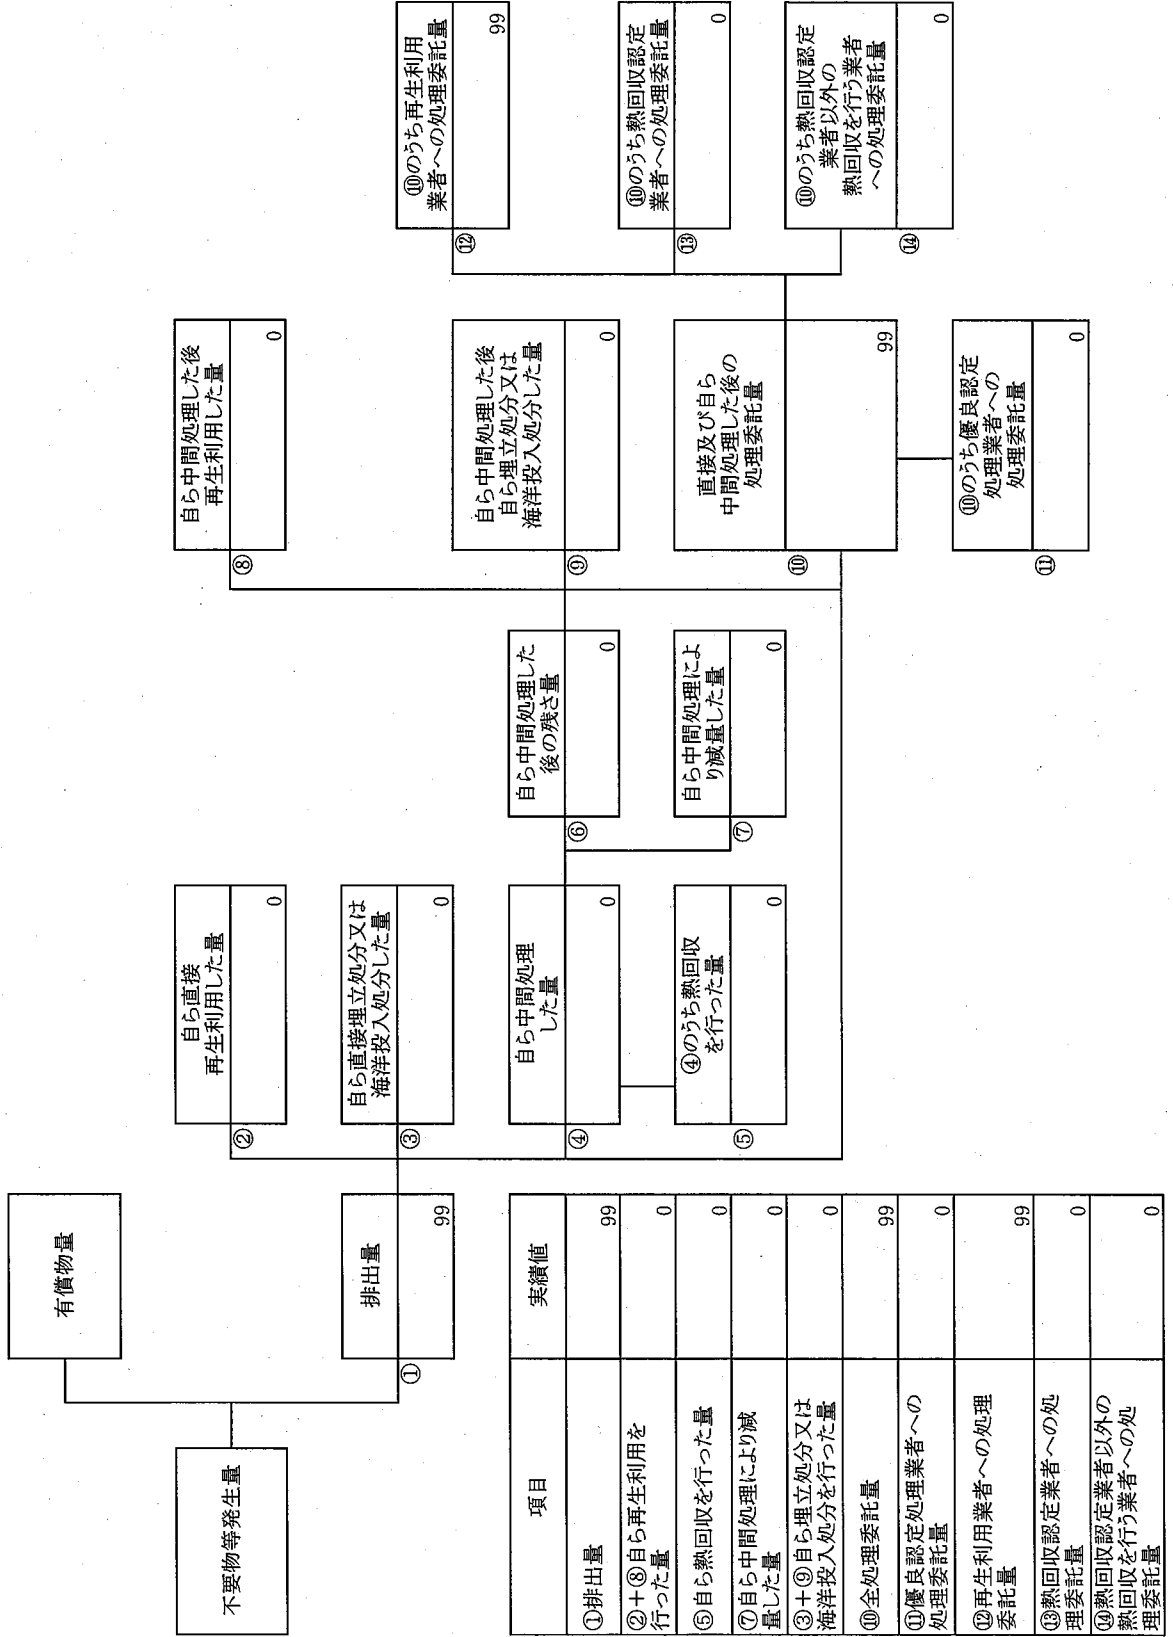 不要物等発生量
有償物量
①
排出量
99
②
自ら直接
再生利用した量
0
③
自ら直接埋立処分又は
海洋投入処分した量
0
④
自ら中間処理
した量
0
⑤
④のうち熱回収
を行った量
0
⑥
自ら中間処理した
後の残さ量
0
⑦
自ら中間処理によ
り減量した量
0
⑧
自ら中間処理した後
再生利用した量
0
⑨
自ら中間処理した後
自ら埋立処分又は
海洋投入処分した量
0
⑩
直接及び自ら
中間処理した後の
処理委託量
99
⑪
⑩のうち優良認定
処理業者への
処理委託量
0
⑫
⑩のうち再生利用
業者への処理委託量
99
⑬
⑩のうち熱回収認定
業者への処理委託量
0
⑭
⑩のうち熱回収認定
業者以外の
熱回収を行う業者
への処理委託量
0
項目 実績値
①排出量 99
②+⑧自ら再生利用を
行った量 0
⑤自ら熱回収を行った量 0
⑦自ら中間処理により減
量した量 0
③+⑨自ら埋立処分又は
海洋投入処分を行った量 0
⑩全処理委託量 99
⑪優良認定処理業者への
処理委託量 0
⑫再生利用業者への処理
委託量 99
⑬熱回収認定業者への処
理委託量 0
⑭熱回収認定業者以外の
熱回収を行う業者への処
理委託量 0